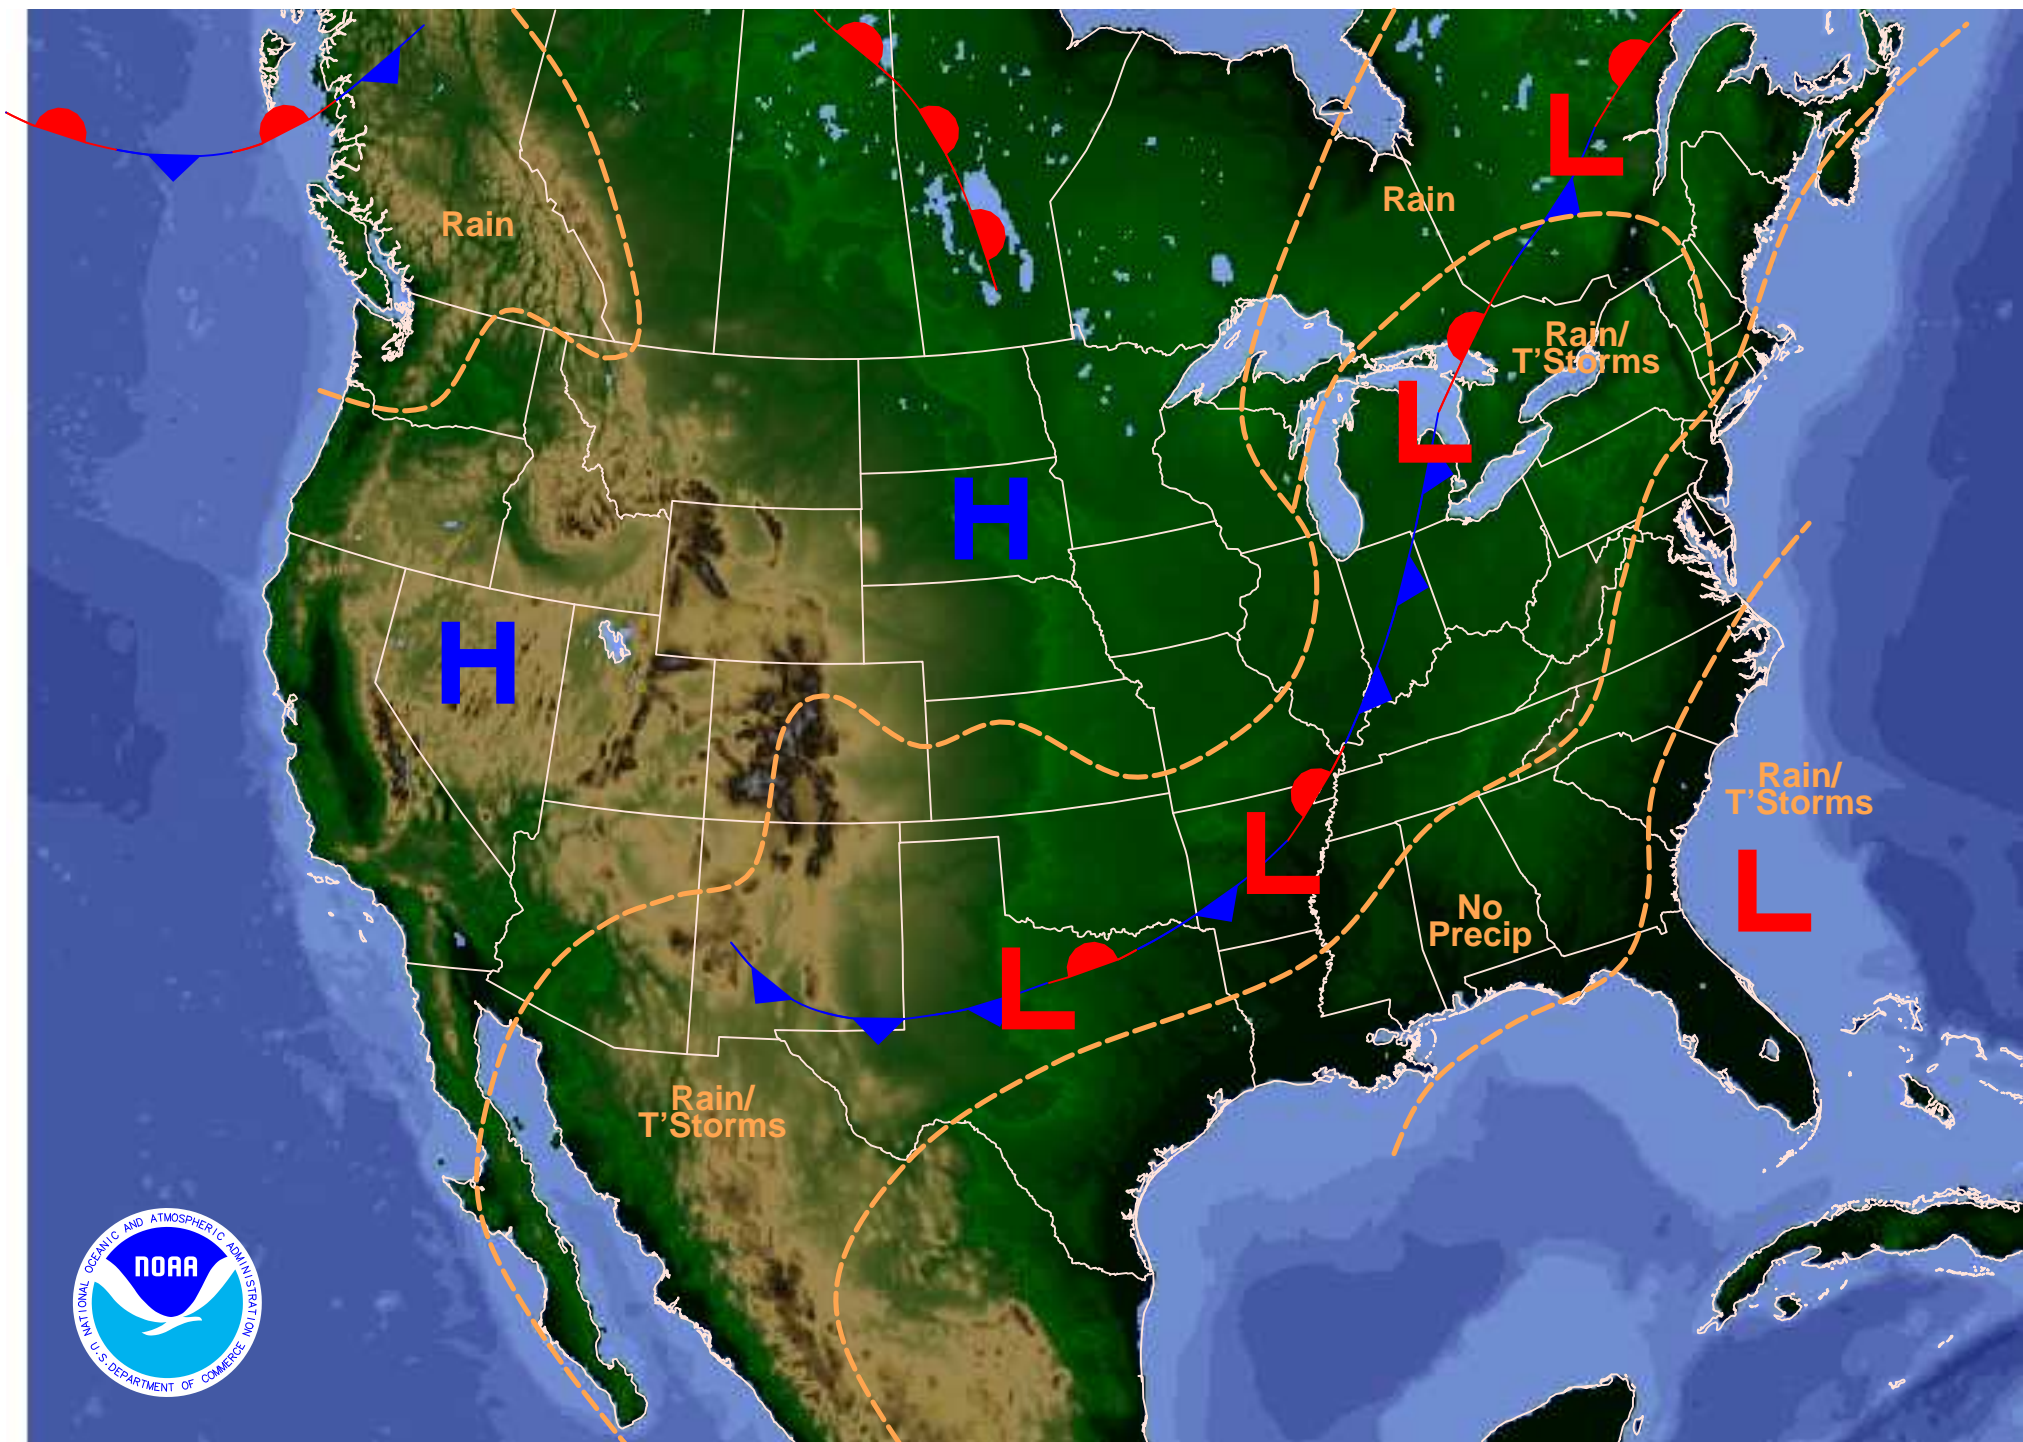 Rain
Rain
Rain/
T'Storms
H
H
L
L
L
L
L
Rain/
T'Storms
No
Precip
Rain/
T'Storms
NOAA
NATIONAL OCEANIC AND ATMOSPHERIC ADMINISTRATION
U.S. DEPARTMENT OF COMMERCE